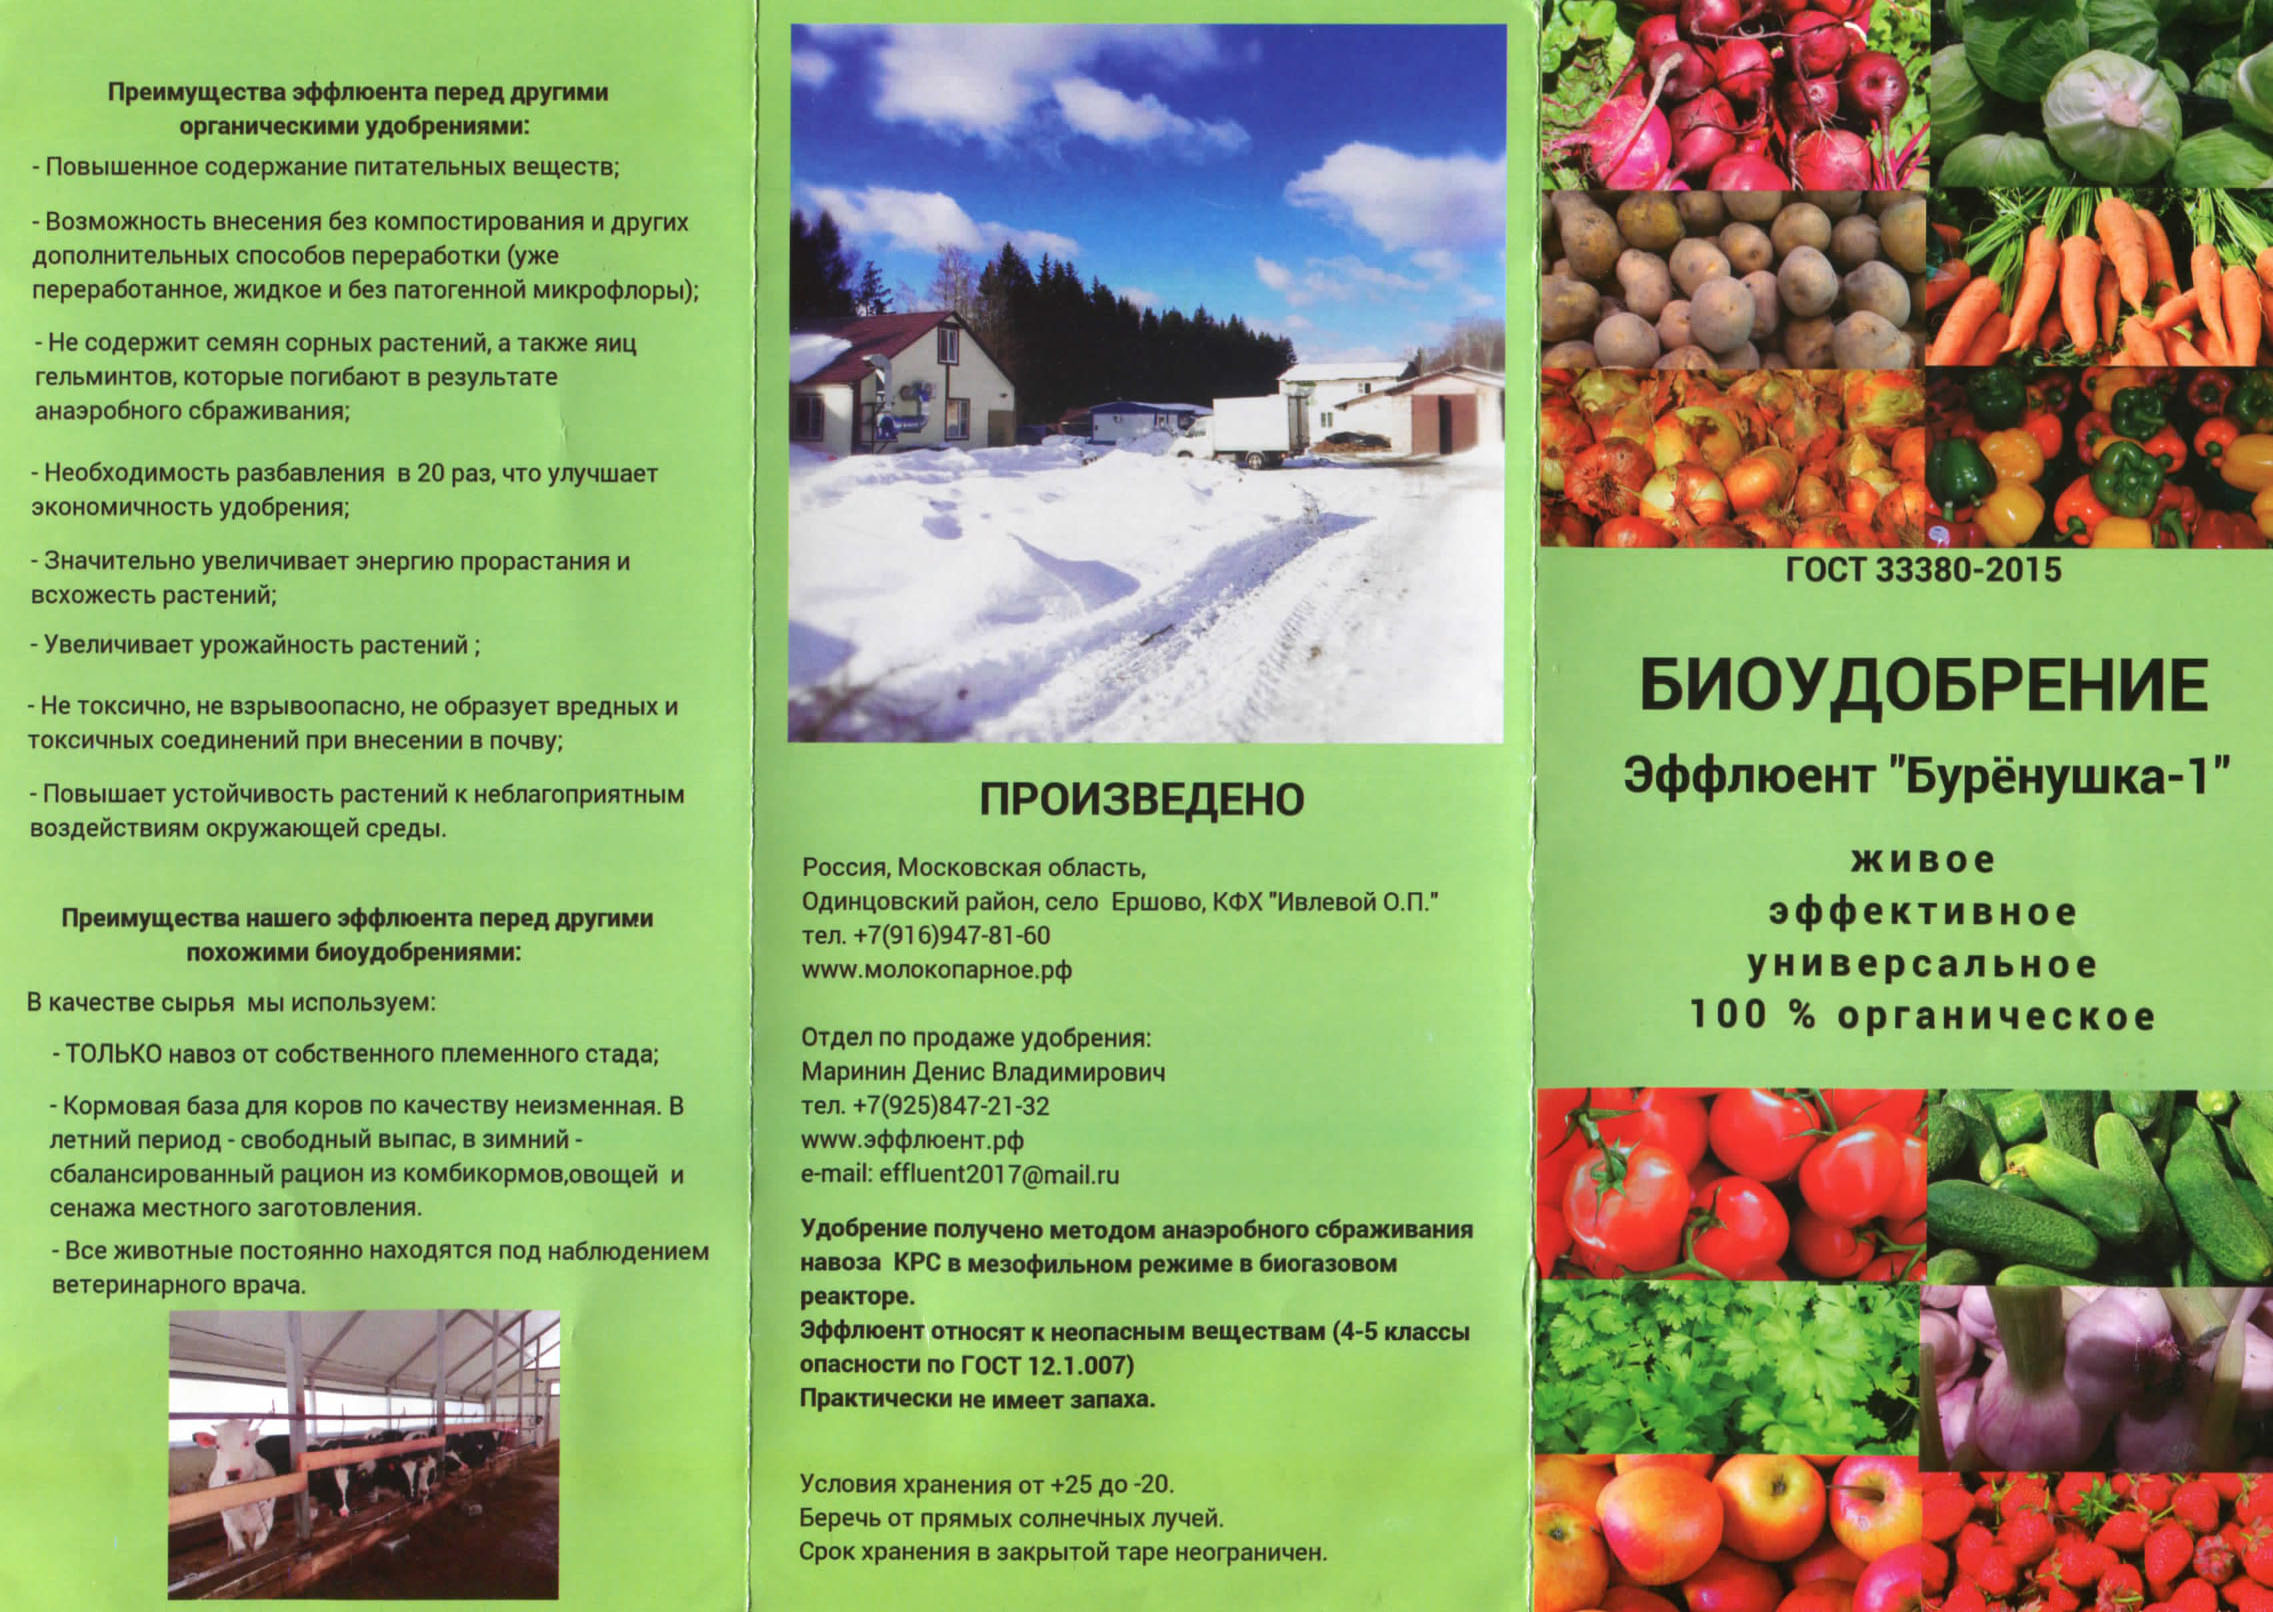 Преимущества эффлюента перед другими
органическими удобрениями:
- Повышенное содержание питательных веществ;
- Возможность внесения без компостирования и других
дополнительных способов переработки (уже
переработанное, жидкое и без патогенной микрофлоры);
- Не содержит семян сорных растений, а также яиц
гельминтов, которые погибают в результате
анаэробного сбраживания;
- Необходимость разбавления в 20 раз, что улучшает
экономичность удобрения;
- Значительно увеличивает энергию прорастания и
всхожесть растений;
- Увеличивает урожайность растений ;
- Не токсично, не взрывоопасно, не образует вредных и
токсичных соединений при внесении в почву;
- Повышает устойчивость растений к неблагоприятным
воздействиям окружающей среды.
Преимущества нашего эффлюента перед другими
похожими биоудобрениями:
В качестве сырья мы используем:
- ТОЛЬКО навоз от собственного племенного стада;
- Кормовая база для коров по качеству неизменная. В
летний период - свободный выпас, в зимний -
сбалансированный рацион из комбикормов,овощей и
сенажа местного заготовления.
- Все животные постоянно находятся под наблюдением
ветеринарного врача.
ПРОИЗВЕДЕНО
Россия, Московская область,
Одинцовский район, село Ершово, КФХ "Ивлевой О.П."
тел. +7(916)947-81-60
www.молокопарное.рф
Отдел по продаже удобрения:
Маринин Денис Владимирович
тел. +7(925)847-21-32
www.эффлюент.рф
e-mail: effluent2017@mail.ru
Удобрение получено методом анаэробного сбраживания
навоза КРС в мезофильном режиме в биогазовом
реакторе.
Эффлюент относят к неопасным веществам (4-5 классы
опасности по ГОСТ 12.1.007)
Практически не имеет запаха.
Условия хранения от +25 до -20.
Беречь от прямых солнечных лучей.
Срок хранения в закрытой таре неограничен.
ГОСТ 33380-2015
БИОУДОБРЕНИЕ
Эффлюент "Бурёнушка-1"
живое
эффективное
универсальное
100 % органическое